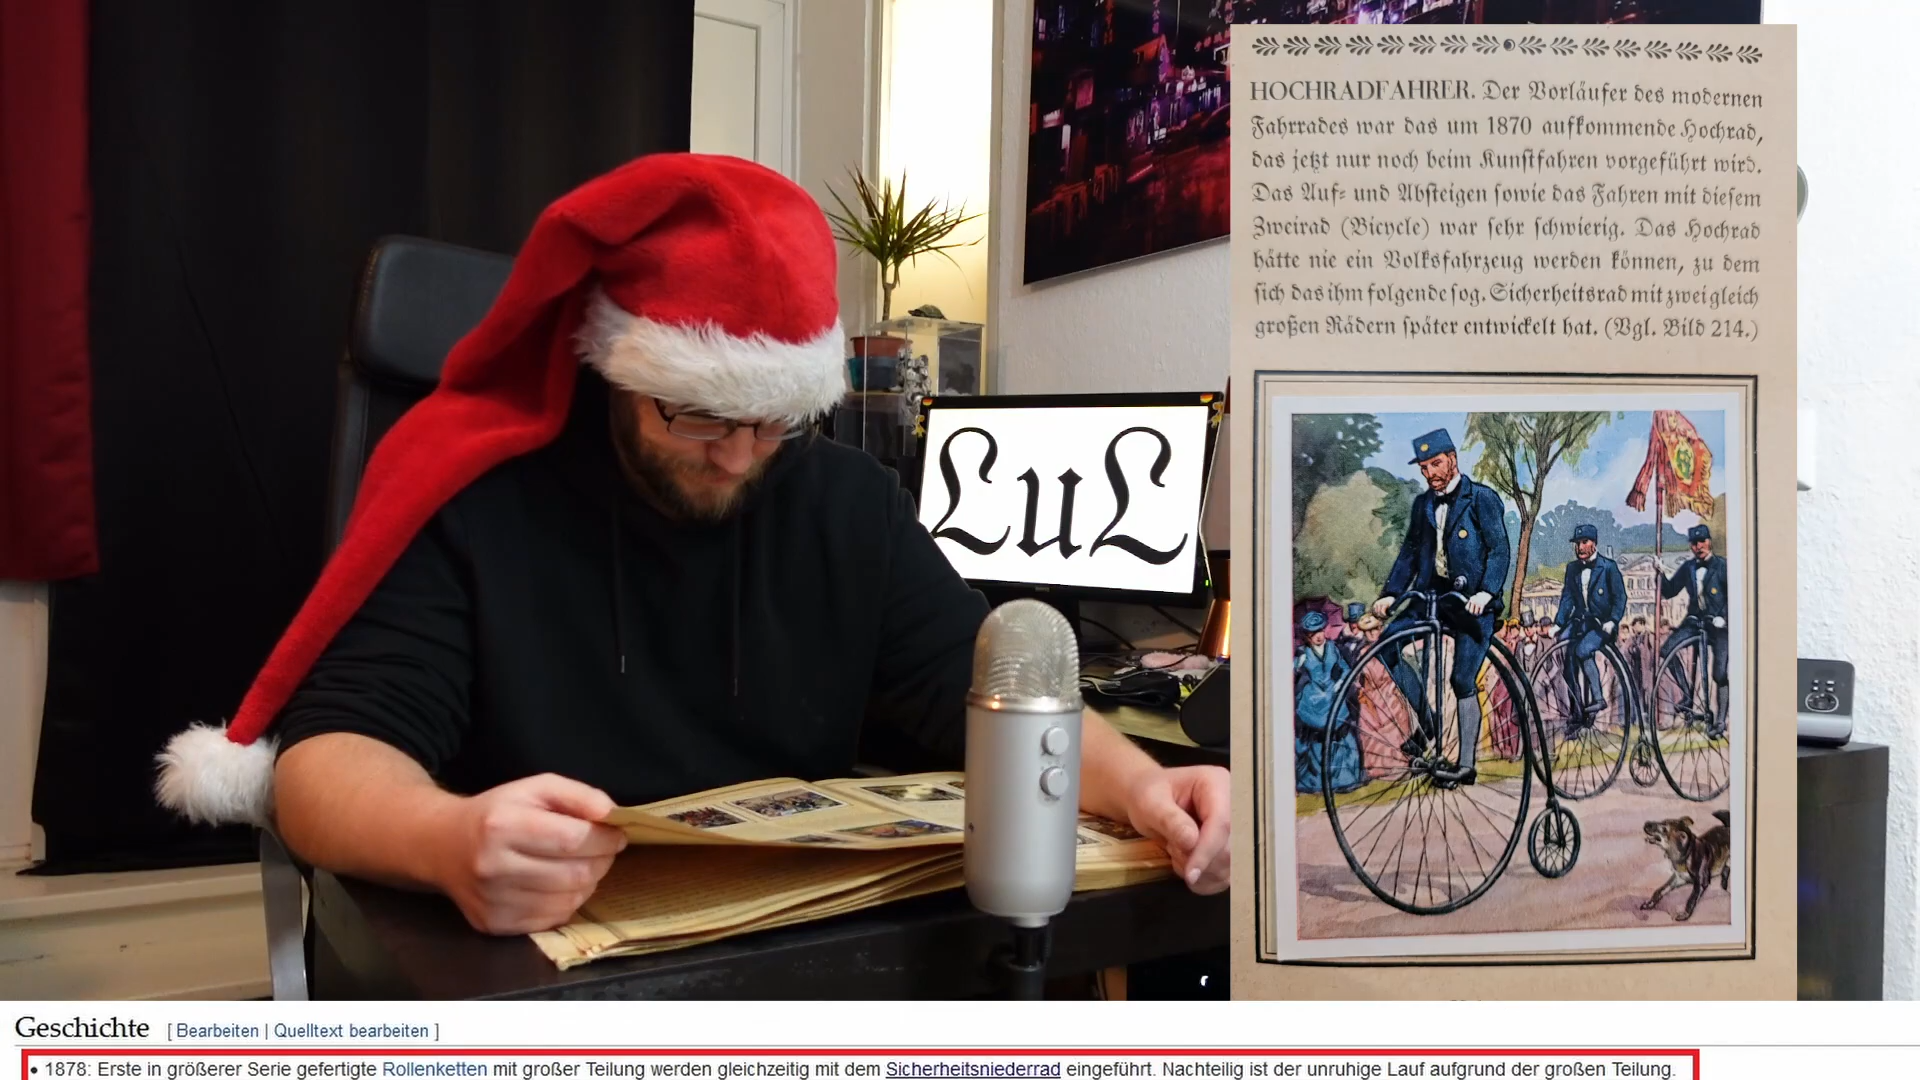 HOCHRADFAHRER. Der Vorläufer des modernen
Fahrrades war das um 1870 aufkommende Hochrad,
das jetzt nur noch beim Kunstfahren vorgeführt wird.
Das Auf- und Absteigen sowie das Fahren mit diesem
Zweirad (Bicycle) war sehr schwierig. Das Hochrad
hätte nie ein Volksfahrzeug werden können, zu dem
sich das ihm folgende sog. Sicherheitsrad mit zwei gleich
großen Rädern später entwickelt hat. (Vgl. Bild 214.)
LuL
Geschichte [ Bearbeiten | Quelltext bearbeiten ]
• 1878: Erste in größerer Serie gefertigte Rollenketten mit großer Teilung werden gleichzeitig mit dem Sicherheitsniederrad eingeführt. Nachteilig ist der unruhige Lauf aufgrund der großen Teilung.